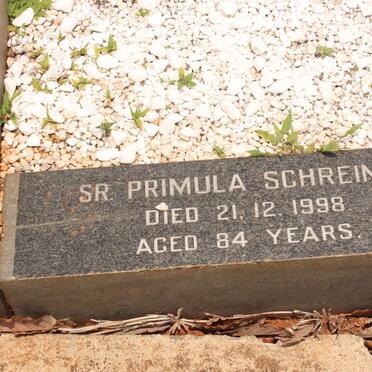 SR. PRIMULA SCHREIN
DIED 21.12.1998
AGED 84 YEARS.